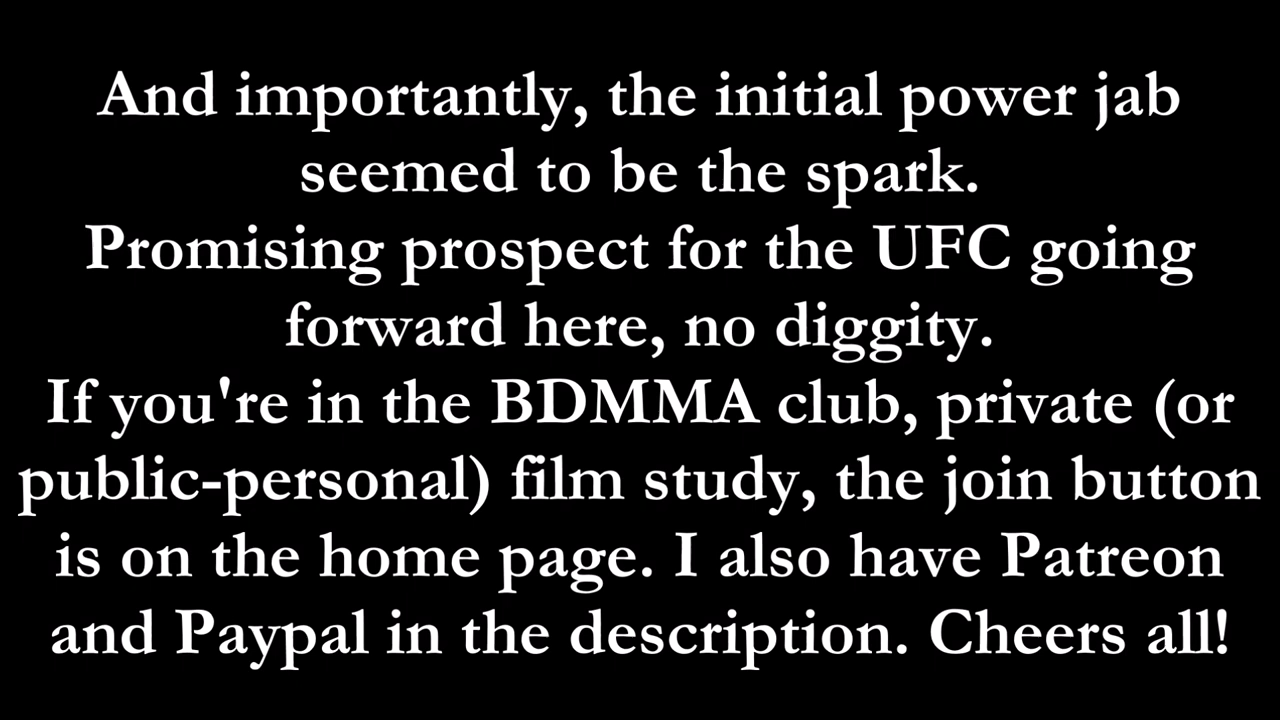 And importantly, the initial power jab
seemed to be the spark.
Promising prospect for the UFC going
forward here, no diggity.
If you're in the BDMMA club, private (or
public-personal) film study, the join button
is on the home page. I also have Patreon
and Paypal in the description. Cheers all!